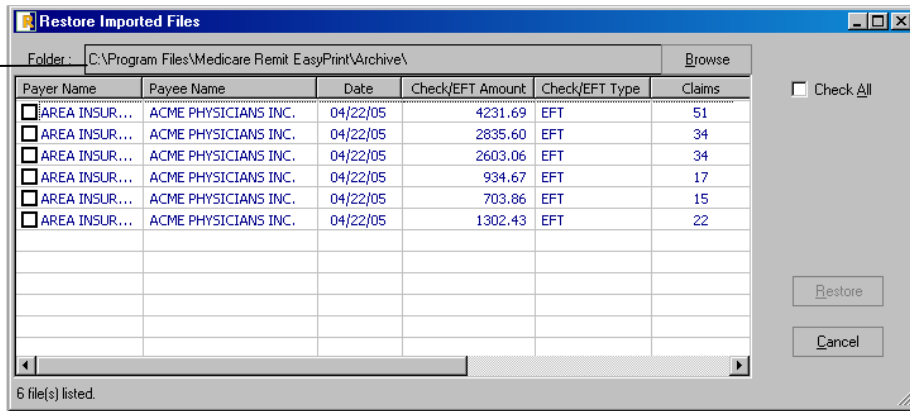 Restore Imported Files
Folder : C:\Program Files\Medicare Remit EasyPrint\Archive\ Browse
Payer Name Payee Name Date Check/EFT Amount Check/EFT Type Claims Check All
AREA INSUR... ACME PHYSICIANS INC. 04/22/05 4231.69 EFT 51
AREA INSUR... ACME PHYSICIANS INC. 04/22/05 2835.60 EFT 34
AREA INSUR... ACME PHYSICIANS INC. 04/22/05 2603.06 EFT 34
AREA INSUR... ACME PHYSICIANS INC. 04/22/05 934.67 EFT 17
AREA INSUR... ACME PHYSICIANS INC. 04/22/05 703.86 EFT 15
AREA INSUR... ACME PHYSICIANS INC. 04/22/05 1302.43 EFT 22
Restore
Cancel
6 file(s) listed.